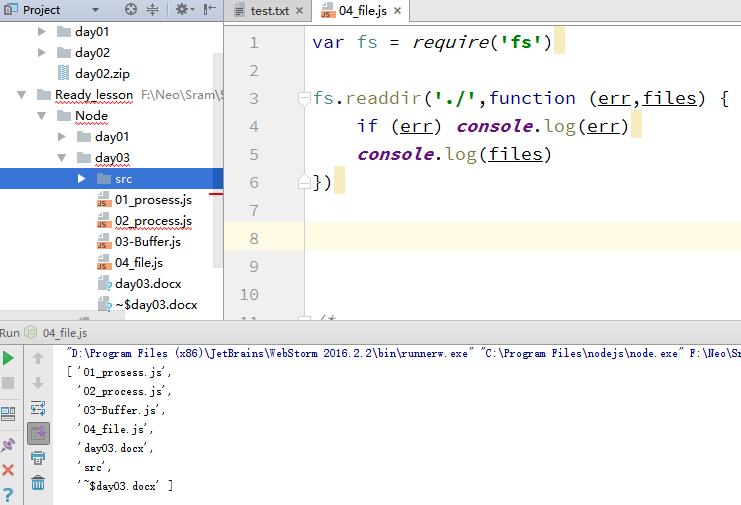 Project
test.txt
04_file.js
day01
day02
day02.zip
Ready_lesson F:\Neo\Sram\
Node
day01
day03
src
01_prosess.js
02_process.js
03-Buffer.js
04_file.js
day03.docx
~$day03.docx
1 var fs = require('fs')
2
3 fs.readdir('./',function (err,files) {
4 if (err) console.log(err)
5 console.log(files)
6 })
7
8
9
10
Run 04_file.js
"D:\Program Files (x86)\JetBrains\WebStorm 2016.2.2\bin\runnerw.exe" "C:\Program Files\nodejs\node.exe" F:\Neo\Sr
[ '01_prosess.js',
'02_process.js',
'03-Buffer.js',
'04_file.js',
'day03.docx',
'src',
'~$day03.docx' ]